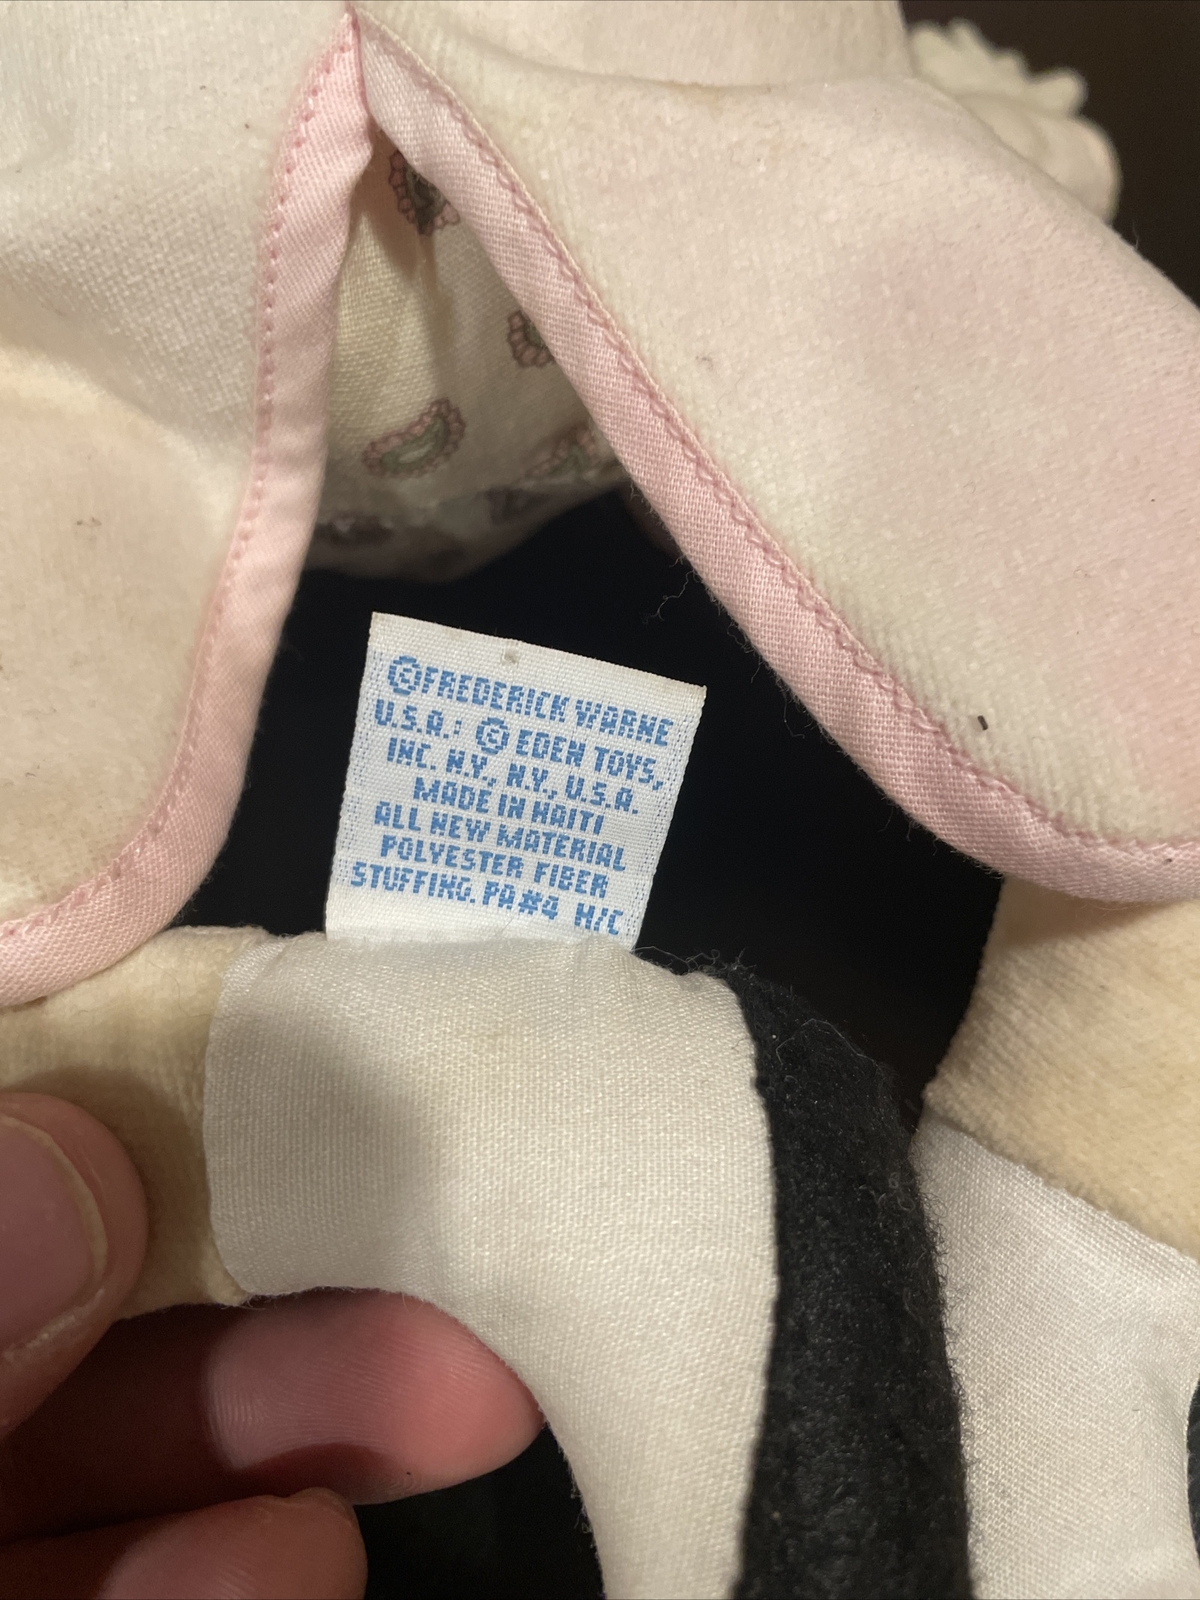 ©FREDERICK WARNE
U.S.A.: © EDEN TOYS,
INC. N.Y., N.Y., U.S.A.
MADE IN HAITI
ALL NEW MATERIAL
POLYESTER FIBER
STUFFING. PA#4 H/C